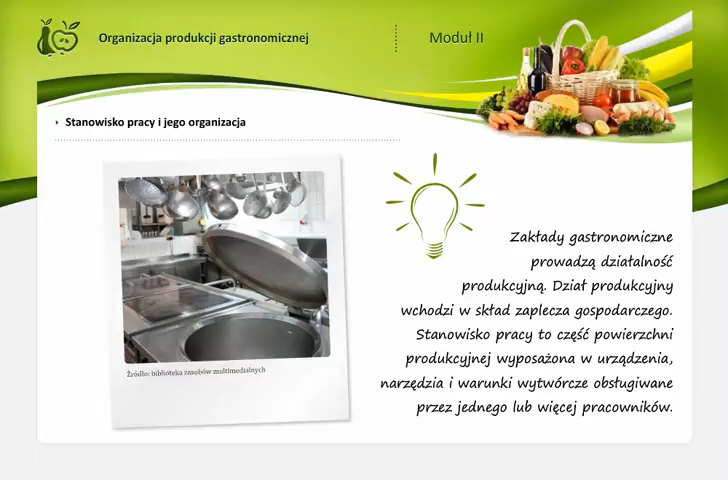 Organizacja produkcji gastronomicznej
Moduł II
Stanowisko pracy i jego organizacja
Źródło: biblioteka zasobów multimedialnych
Zakłady gastronomiczne
prowadzą działalność
produkcyjną. Dział produkcyjny
wchodzi w skład zaplecza gospodarczego.
Stanowisko pracy to część powierzchni
produkcyjnej wyposażona w urządzenia,
narzędzia i warunki wytwórcze obsługiwane
przez jednego lub więcej pracowników.